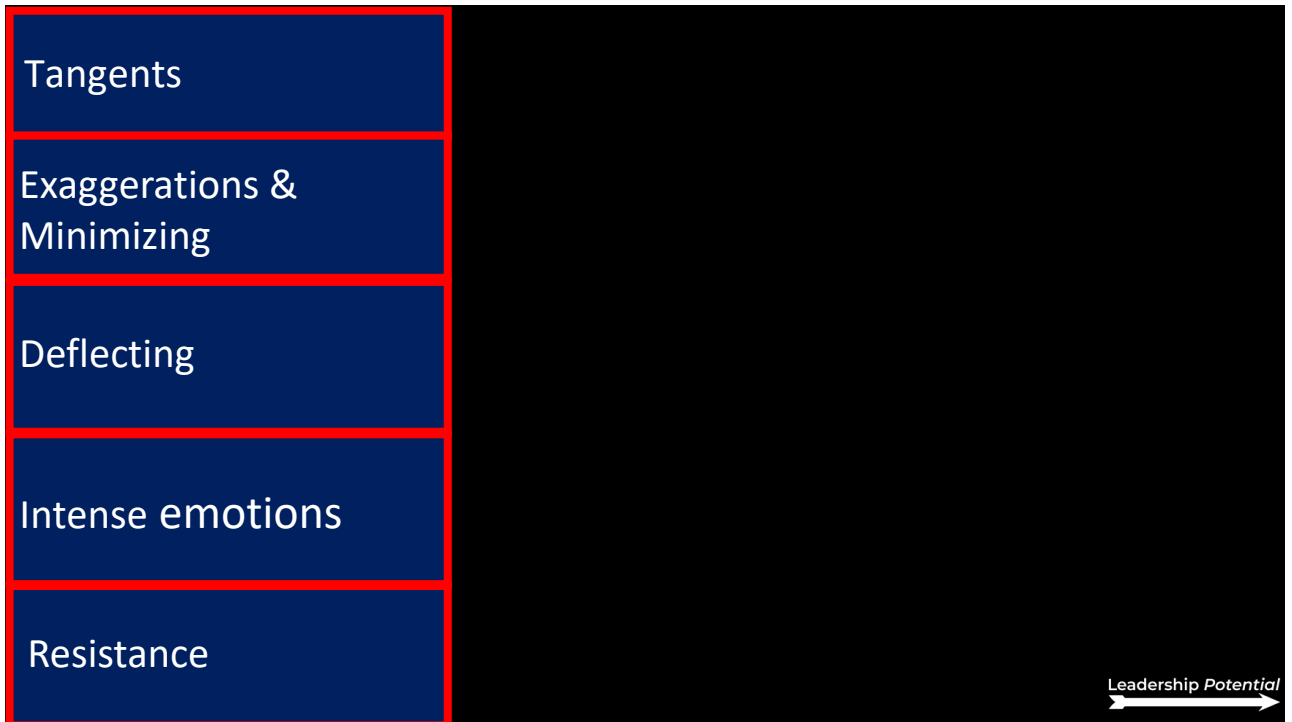 Tangents
Exaggerations &
Minimizing
Deflecting
Intense emotions
Resistance
Leadership Potential